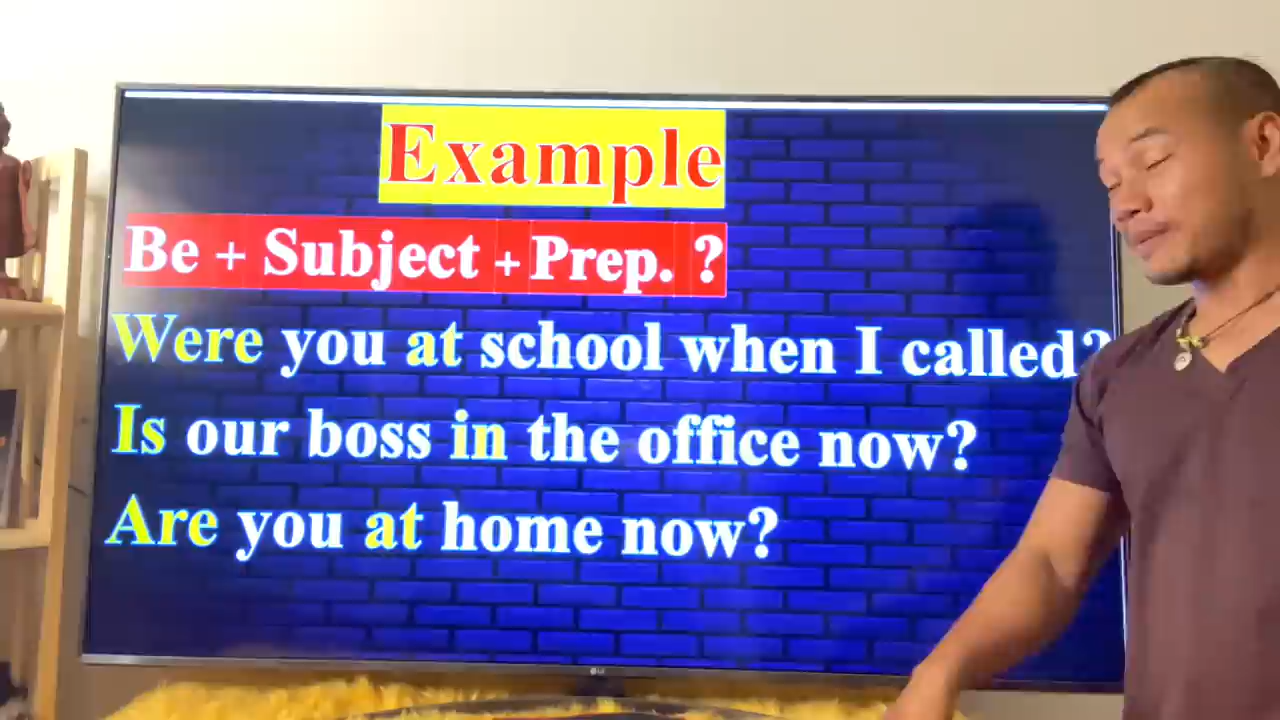 Example
Be + Subject + Prep. ?
Were you at school when I called?
Is our boss in the office now?
Are you at home now?
LG